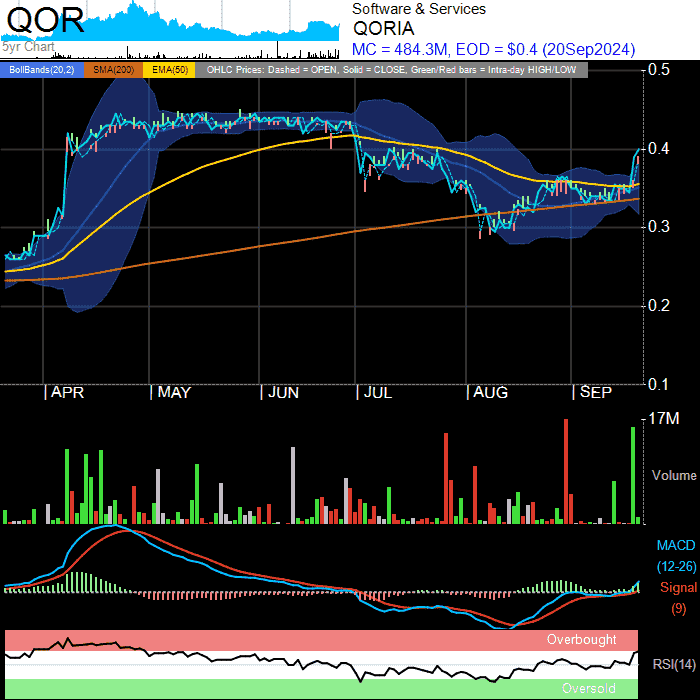 QOR
5yr Chart
Software & Services
QORIA
MC = 484.3M, EOD = $0.4 (20Sep2024)
BollBands(20,2) SMA(200) EMA(50) OHLC Prices: Dashed = OPEN, Solid = CLOSE, Green/Red bars = Intra-day HIGH/LOW
0.5
0.4
0.3
0.2
0.1
| APR | MAY | JUN | JUL | AUG | SEP
17M
Volume
MACD
(12-26)
Signal
(9)
Overbought
RSI(14)
Oversold